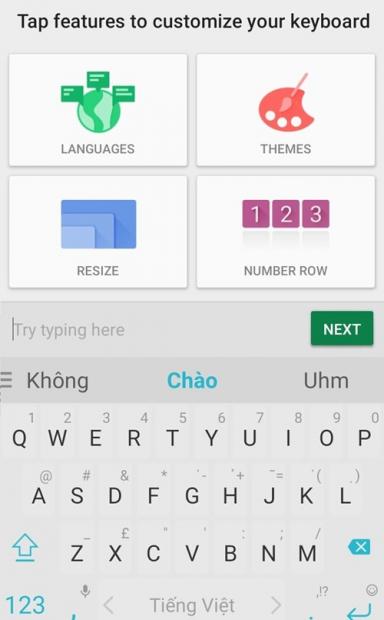 Tap features to customize your keyboard
LANGUAGES THEMES
1 2 3
RESIZE NUMBER ROW
Try typing here NEXT
Không Chào Uhm
1 2 3 4 5 6 7 8 9 0
Q W E R T Y U I O P
@ # & * ' - ' + ~ = ' ( . )
A S D F G H J K L
_ £ " ' : ; /
Z X C V B N M
,!?
123 , < Tiếng Việt > .